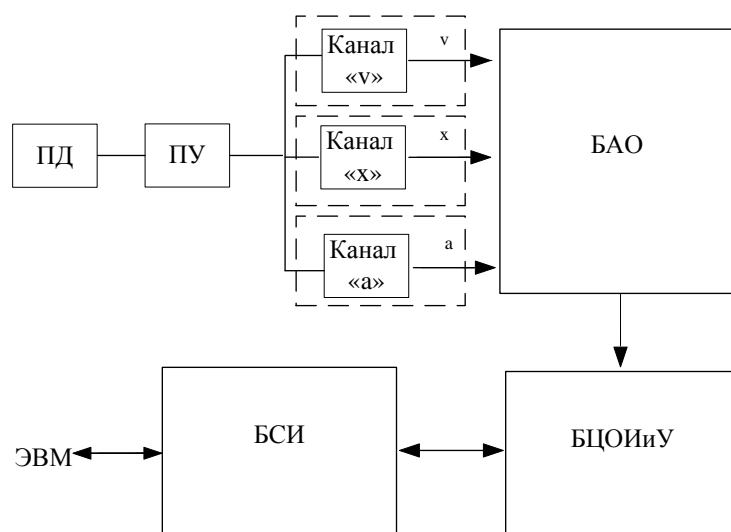 Канал
«v»
v
ПД
ПУ
Канал
«x»
x
БАО
Канал
«a»
a
ЭВМ
БСИ
БЦОИиУ